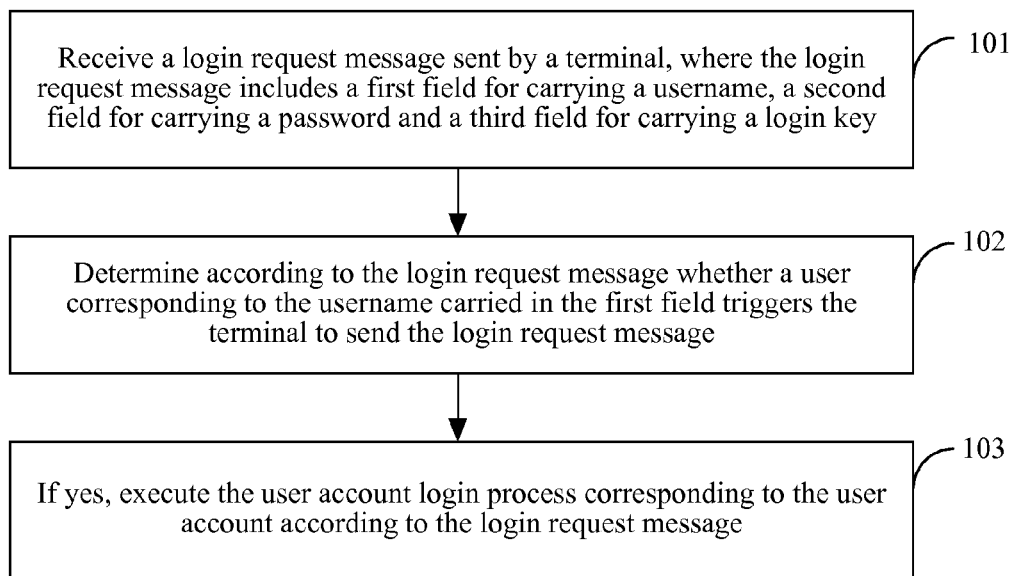 Receive a login request message sent by a terminal, where the login
request message includes a first field for carrying a username, a second
field for carrying a password and a third field for carrying a login key
101
Determine according to the login request message whether a user
corresponding to the username carried in the first field triggers the
terminal to send the login request message
102
If yes, execute the user account login process corresponding to the user
account according to the login request message
103